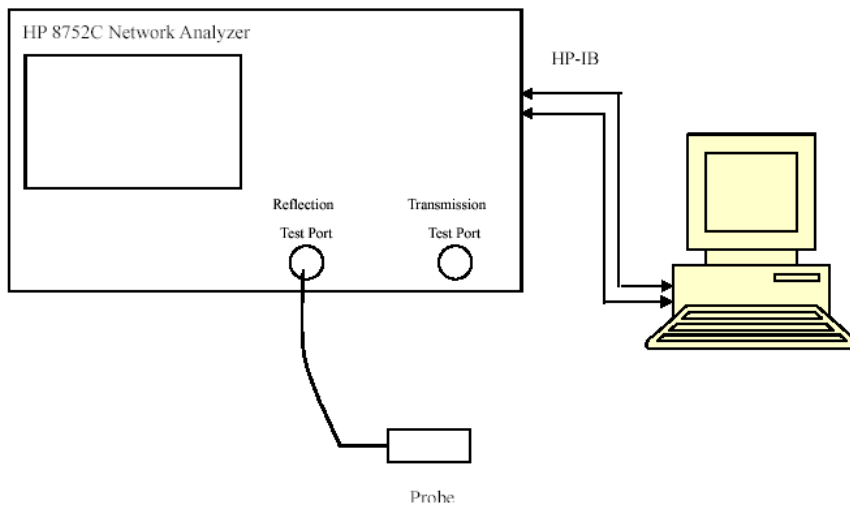 HP 8752C Network Analyzer
HP-IB
Reflection
Test Port
Transmission
Test Port
Probe